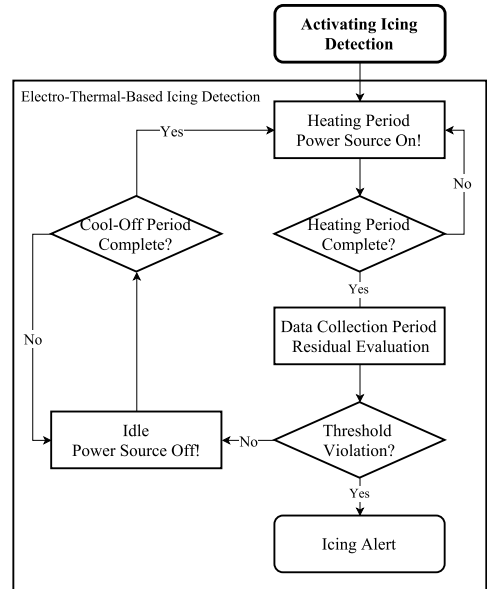 Activating Icing
Detection
Electro-Thermal-Based Icing Detection
Heating Period
Power Source On!
Yes
No
Cool-Off Period
Complete?
Heating Period
Complete?
Yes
No
Data Collection Period
Residual Evaluation
Idle
Power Source Off!
No
Threshold
Violation?
Yes
Icing Alert